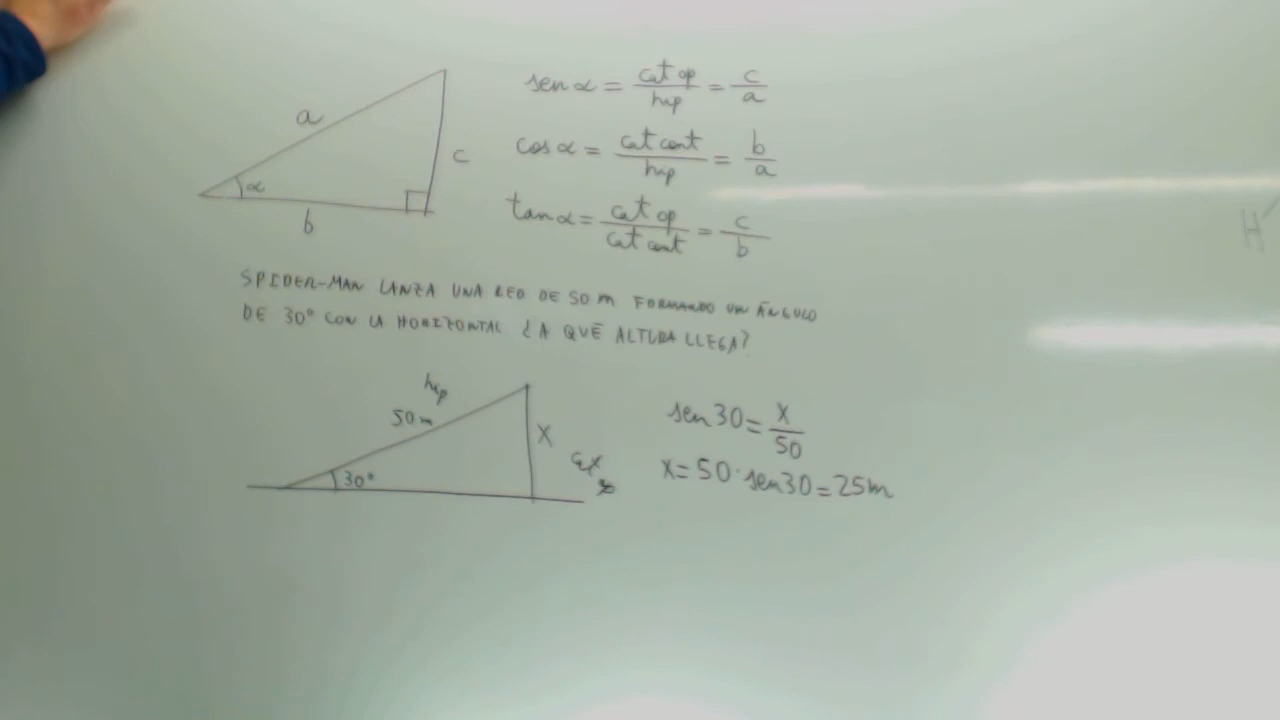 a
α
c
b
sen α = cat op / hip = c / a
cos α = cat cont / hip = b / a
tan α = cat op / cat cont = c / b
SPIDER-MAN LANZA UNA RED DE 50 m FORMANDO UN ÁNGULO
DE 30° CON LA HORIZONTAL ¿A QUÉ ALTURA LLEGA?
hip
50 m
30°
X
sen 30 = X / 50
X = 50 · sen 30 = 25 m
H